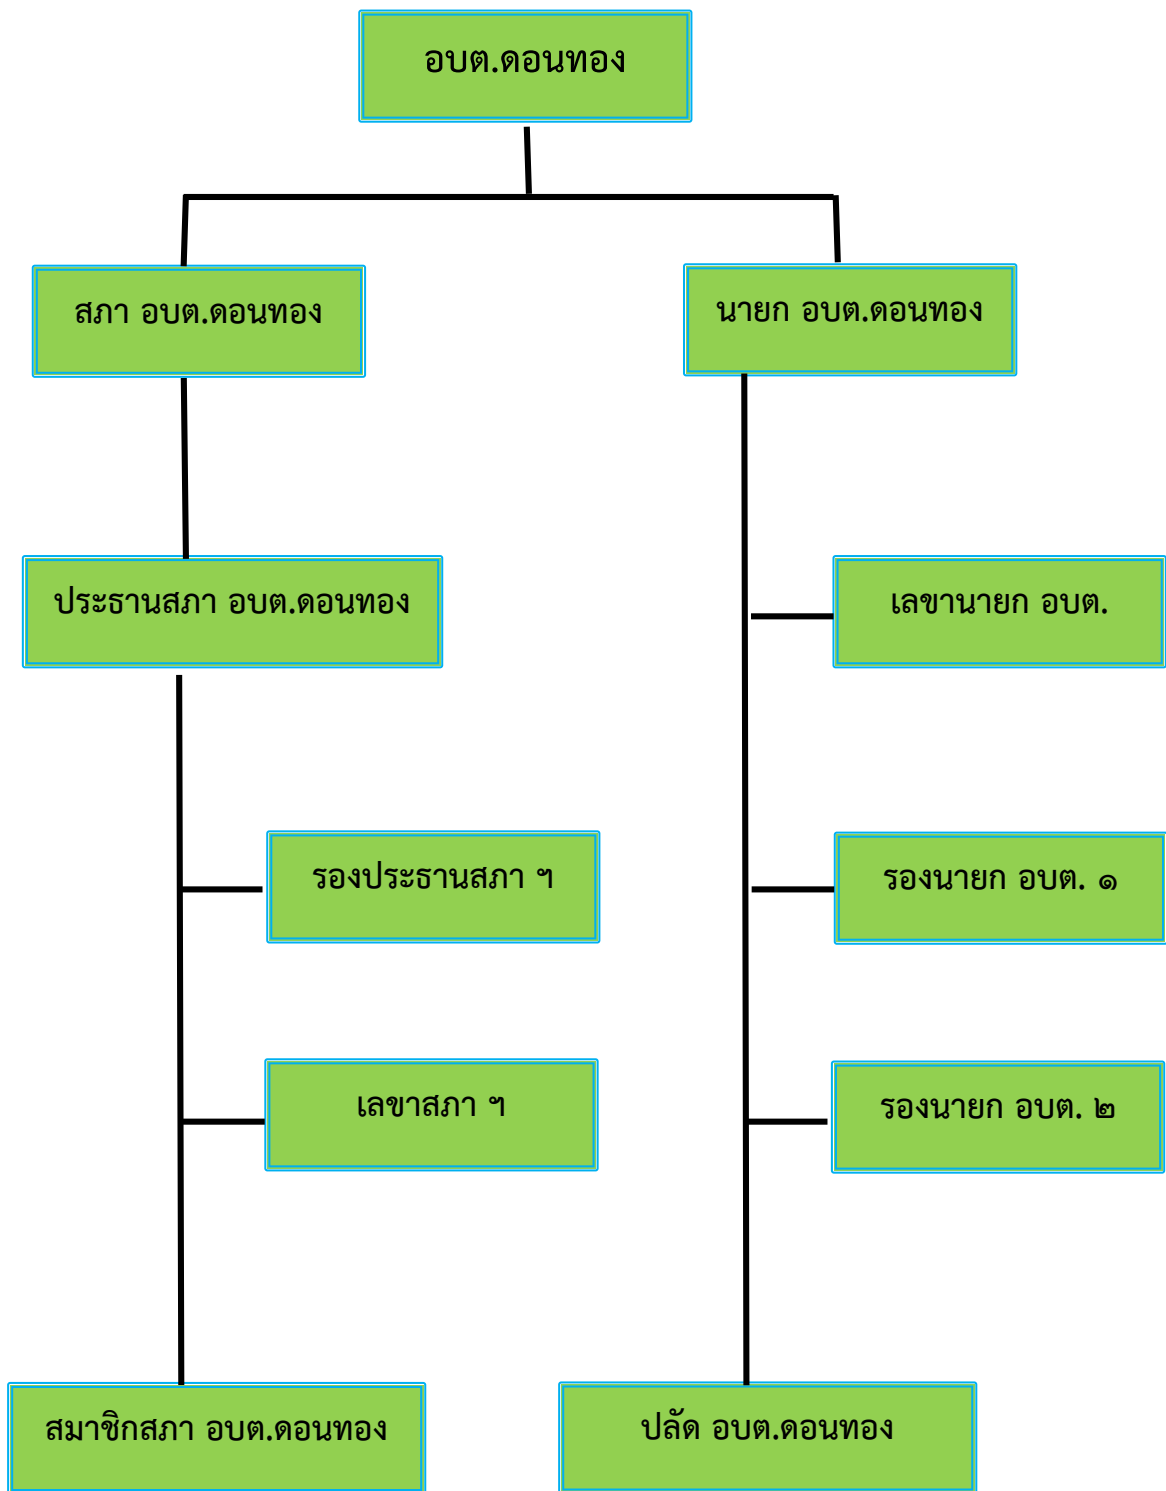 อบต.ดอนทอง
สภา อบต.ดอนทอง
นายก อบต.ดอนทอง
ประธานสภา อบต.ดอนทอง
เลขานายก อบต.
รองประธานสภา ฯ
รองนายก อบต. ๑
เลขาสภา ฯ
รองนายก อบต. ๒
สมาชิกสภา อบต.ดอนทอง
ปลัด อบต.ดอนทอง